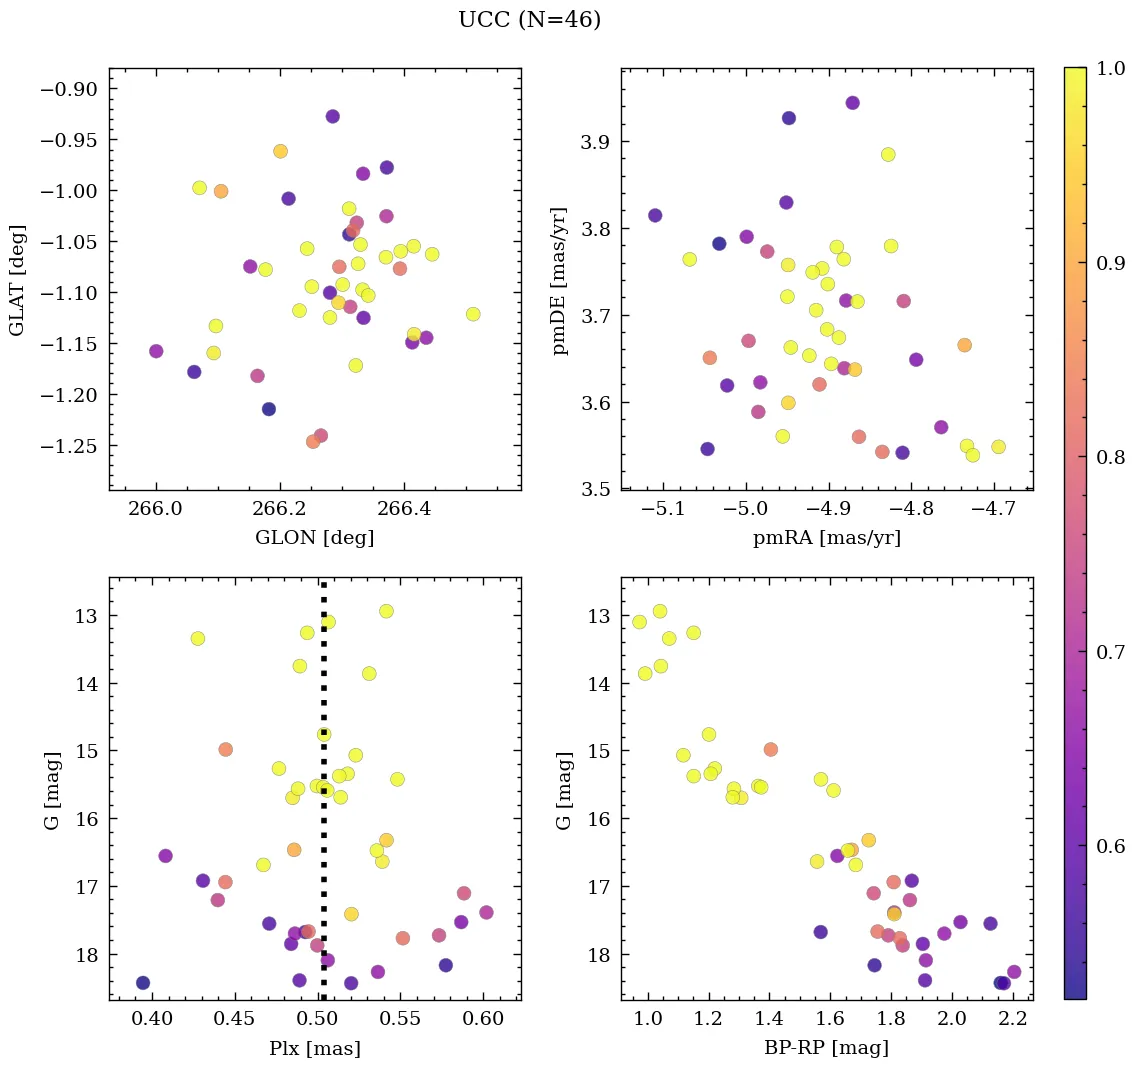 UCC (N=46)
−0.90
−0.95
−1.00
−1.05
−1.10
−1.15
−1.20
−1.25
GLAT [deg]
266.0 266.2 266.4
GLON [deg]
3.9
3.8
3.7
3.6
3.5
pmDE [mas/yr]
−5.1 −5.0 −4.9 −4.8 −4.7
pmRA [mas/yr]
13
14
15
16
17
18
G [mag]
0.40 0.45 0.50 0.55 0.60
Plx [mas]
13
14
15
16
17
18
G [mag]
1.0 1.2 1.4 1.6 1.8 2.0 2.2
BP-RP [mag]
1.0
0.9
0.8
0.7
0.6